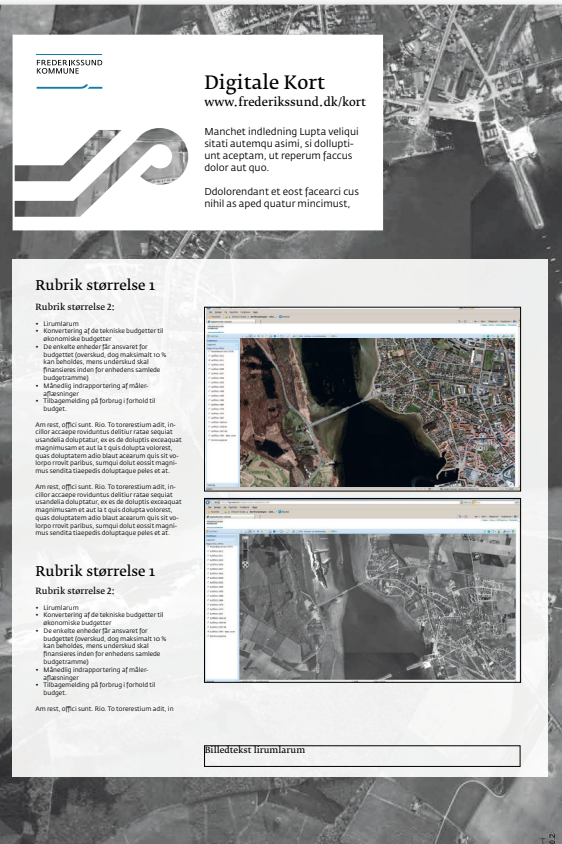 FREDERIKSSUND
KOMMUNE
Digitale Kort
www.frederikssund.dk/kort
Manchet indledning Lupta veliqui
sitati autemqu asimi, si dollupti-
unt aceptam, ut reperum faccus
dolor aut quo.
Ddolorendant et eost facearci cus
nihil as aped quatur mincimust,
Rubrik størrelse 1
Rubrik størrelse 2:
• Lirumlarum
• Konvertering af de tekniske budgetter til
økonomiske budgetter
• De enkelte enheder får ansvaret for
budgettet (overskud, dog maksimalt 10 %
kan beholdes, mens underskud skal
finansieres inden for enhedens samlede
budgetramme)
• Månedlig indrapportering af måler-
aflæsninger
• Tilbagemelding på forbrug i forhold til
budget.
Am rest, offici sunt. Rio. To torerestium adit, in-
cillor accaepe roviduntus delitiur ratae sequiat
usandelia doluptatur, ex es de doluptis exceaquat
magnimusam et aut la t quis dolupta volorest,
quas doluptatem adio blaut acearum quis sit vo-
lorpo rovit paribus, sumqui dolut eossit magni-
mus sendita tiaepedis doluptaque peles et at.
Am rest, offici sunt. Rio. To torerestium adit, in-
cillor accaepe roviduntus delitiur ratae sequiat
usandelia doluptatur, ex es de doluptis exceaquat
magnimusam et aut la t quis dolupta volorest,
quas doluptatem adio blaut acearum quis sit vo-
lorpo rovit paribus, sumqui dolut eossit magni-
mus sendita tiaepedis doluptaque peles et at.
Rubrik størrelse 1
Rubrik størrelse 2:
• Lirumlarum
• Konvertering af de tekniske budgetter til
økonomiske budgetter
• De enkelte enheder får ansvaret for
budgettet (overskud, dog maksimalt 10 %
kan beholdes, mens underskud skal
finansieres inden for enhedens samlede
budgetramme)
• Månedlig indrapportering af måler-
aflæsninger
• Tilbagemelding på forbrug i forhold til
budget.
Am rest, offici sunt. Rio. To torerestium adit, in
Billedtekst lirumlarum